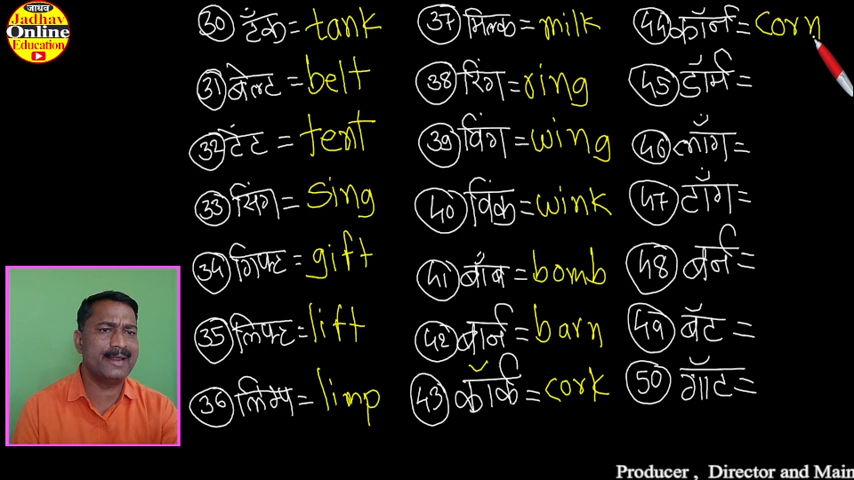 जाधव
Jadhav
Online
Education
30 टँक = tank
31 बेल्ट = belt
32 टेंट = tent
33 सिंग = sing
34 गिफ्ट = gift
35 लिफ्ट = lift
36 लिम्प = limp
37 मिल्क = milk
38 रिंग = ring
39 विंग = wing
40 विंक = wink
41 बॉंब = bomb
42 बार्न = barn
43 कॉर्क = cork
44 कॉर्न = corn
45 डॉर्म =
46 लॉंग =
47 टॉंग =
48 बर्न =
49 बॅट =
50 गॉट =
Producer , Director and Main